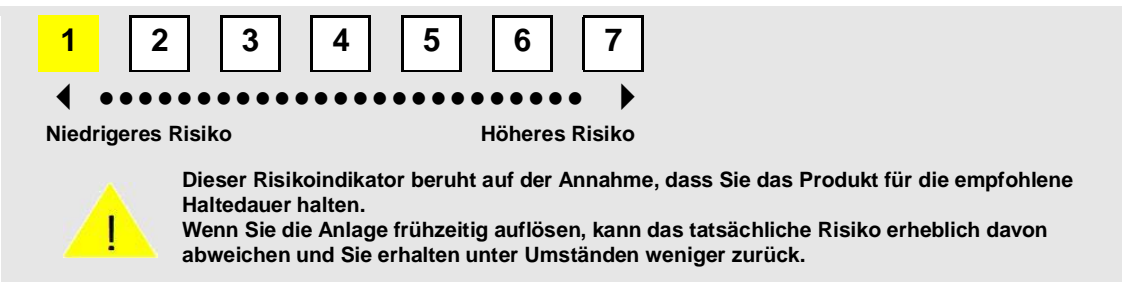 1 2 3 4 5 6 7
Niedrigeres Risiko Höheres Risiko
Dieser Risikoindikator beruht auf der Annahme, dass Sie das Produkt für die empfohlene
Haltedauer halten.
! Wenn Sie die Anlage frühzeitig auflösen, kann das tatsächliche Risiko erheblich davon
abweichen und Sie erhalten unter Umständen weniger zurück.